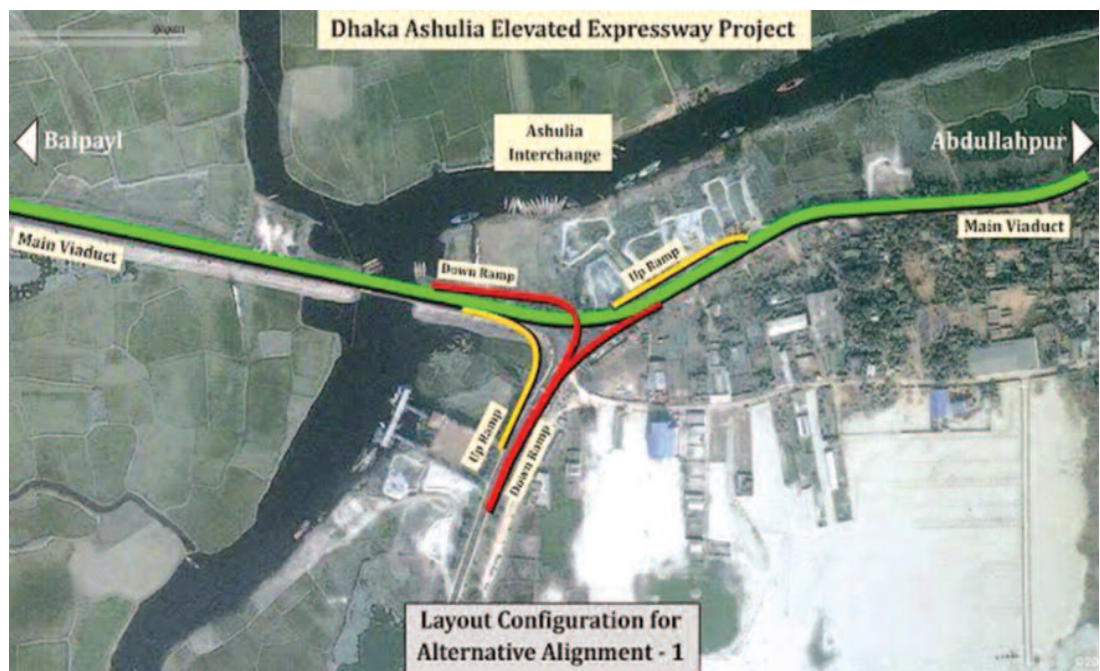 Dhaka Ashulia Elevated Expressway Project
Baipayl
Ashulia
Interchange
Abdullahpur
Main Viaduct
Main Viaduct
Down Ramp
Up Ramp
Up Ramp
Down Ramp
Layout Configuration for
Alternative Alignment - 1